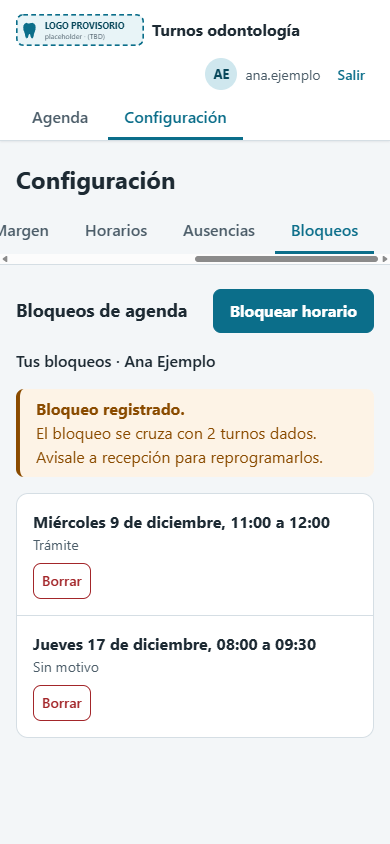 LOGO PROVISORIO
placeholder · (TBD)
Turnos odontología
AE
ana.ejemplo
Salir
Agenda
Configuración
Configuración
Margen
Horarios
Ausencias
Bloqueos
Bloqueos de agenda
Bloquear horario
Tus bloqueos · Ana Ejemplo
Bloqueo registrado.
El bloqueo se cruza con 2 turnos dados.
Avisale a recepción para reprogramarlos.
Miércoles 9 de diciembre, 11:00 a 12:00
Trámite
Borrar
Jueves 17 de diciembre, 08:00 a 09:30
Sin motivo
Borrar